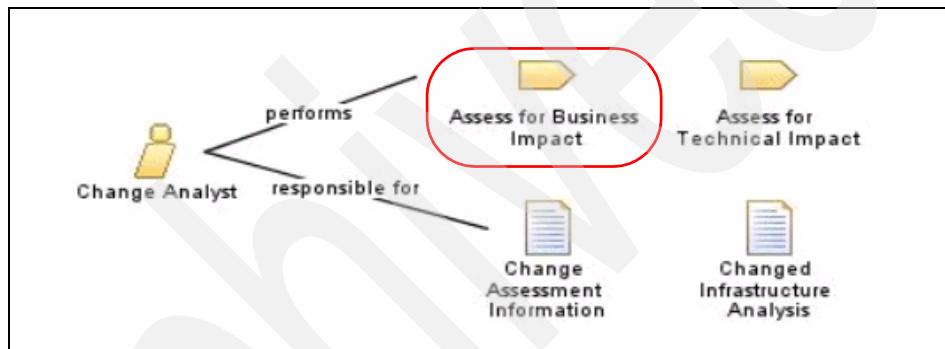 performs
Assess for Business
Impact
Assess for
Technical Impact
Change Analyst
responsible for
Change
Assessment
Information
Changed
Infrastructure
Analysis